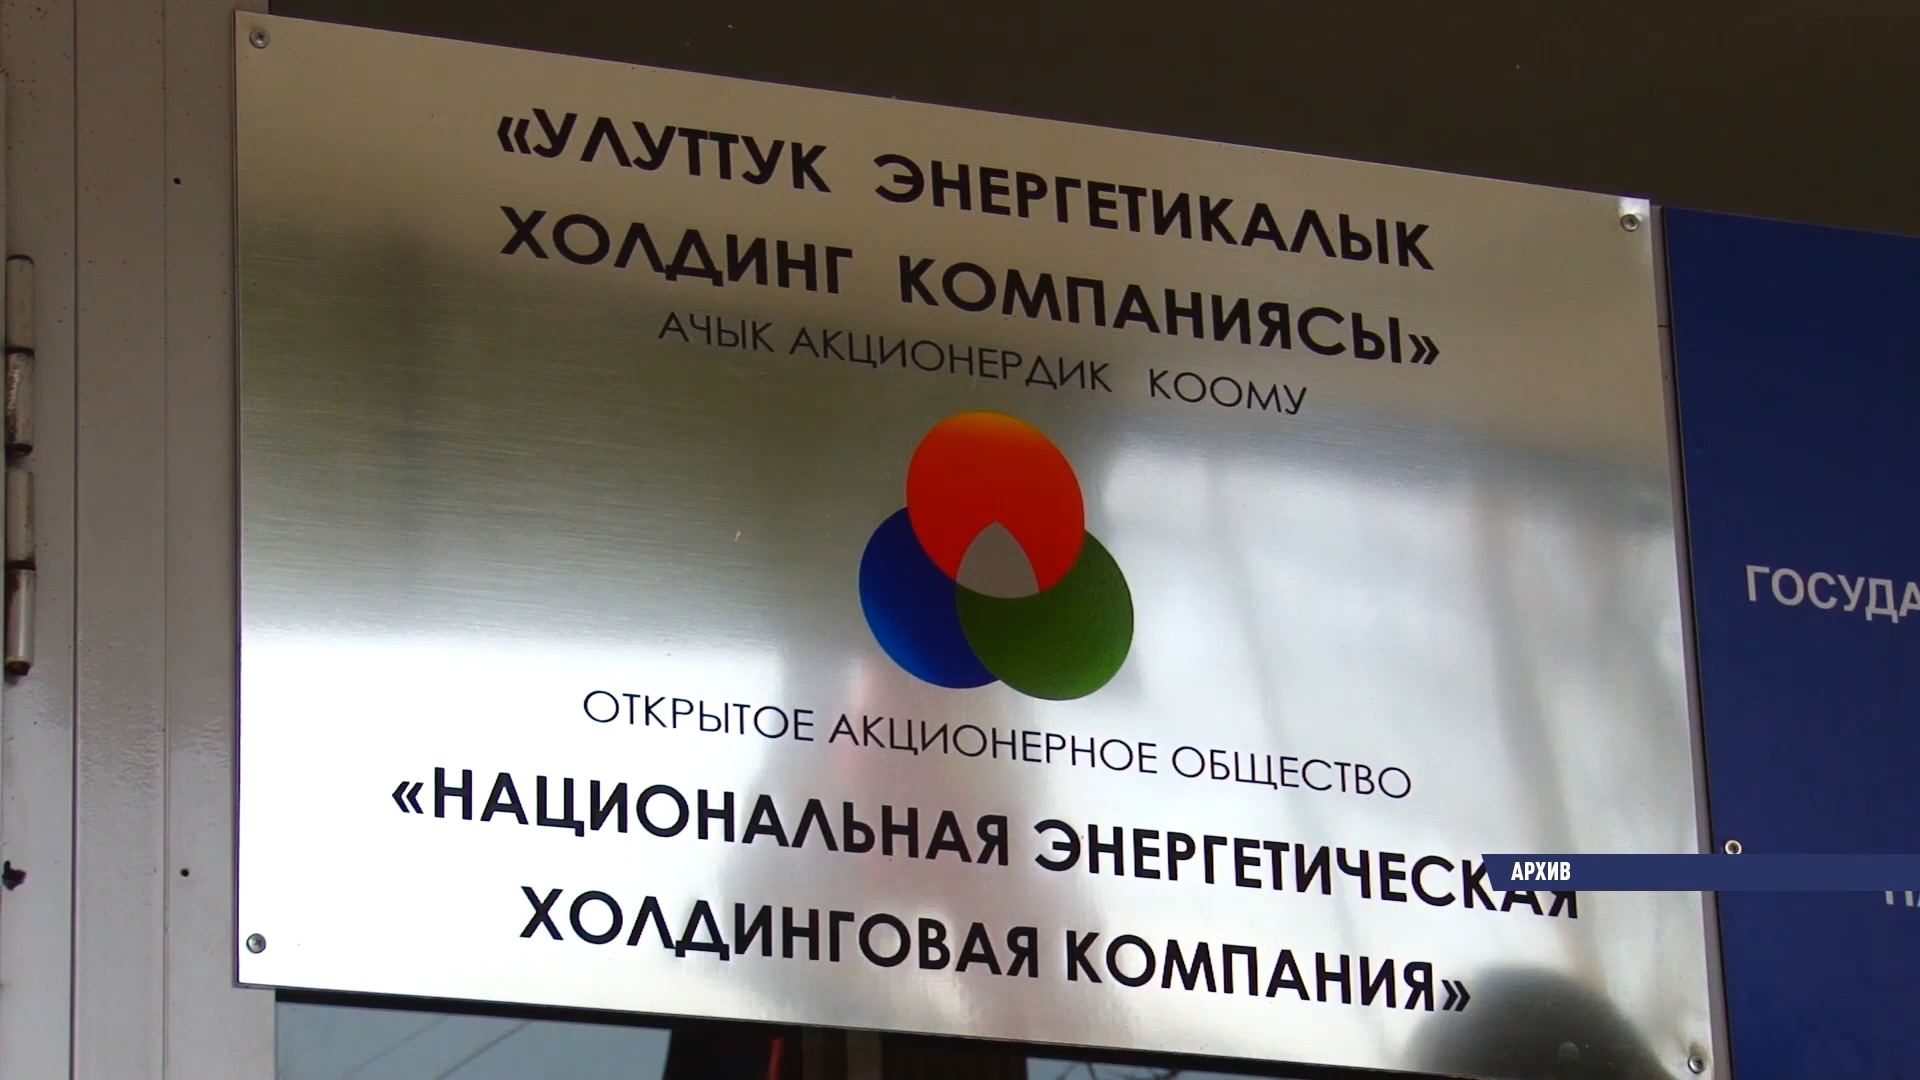 «УЛУТТУК ЭНЕРГЕТИКАЛЫК
ХОЛДИНГ КОМПАНИЯСЫ»
АЧЫК АКЦИОНЕРДИК КООМУ
ОТКРЫТОЕ АКЦИОНЕРНОЕ ОБЩЕСТВО
«НАЦИОНАЛЬНАЯ ЭНЕРГЕТИЧЕСКАЯ
ХОЛДИНГОВАЯ КОМПАНИЯ»
ГОСУДА
АРХИВ